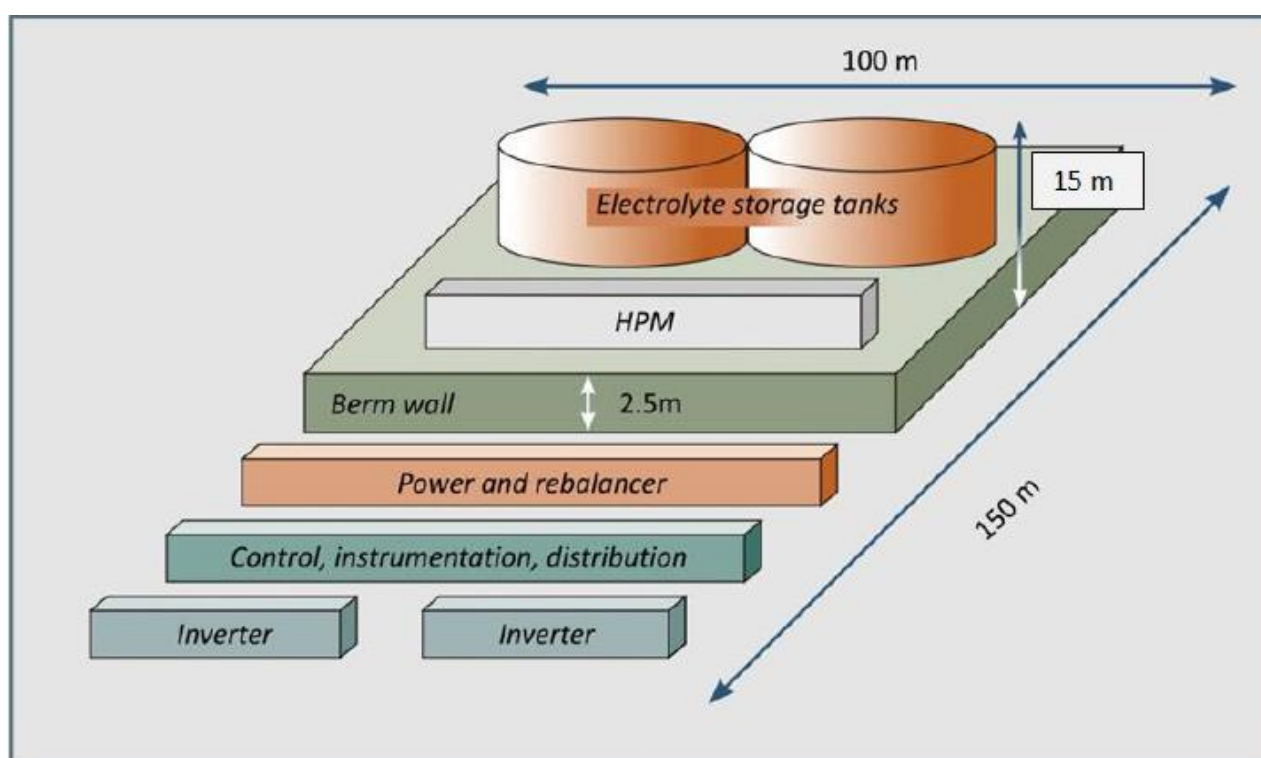 100 m
15 m
Electrolyte storage tanks
HPM
Berm wall
2.5m
Power and rebalancer
150 m
Control, instrumentation, distribution
Inverter
Inverter